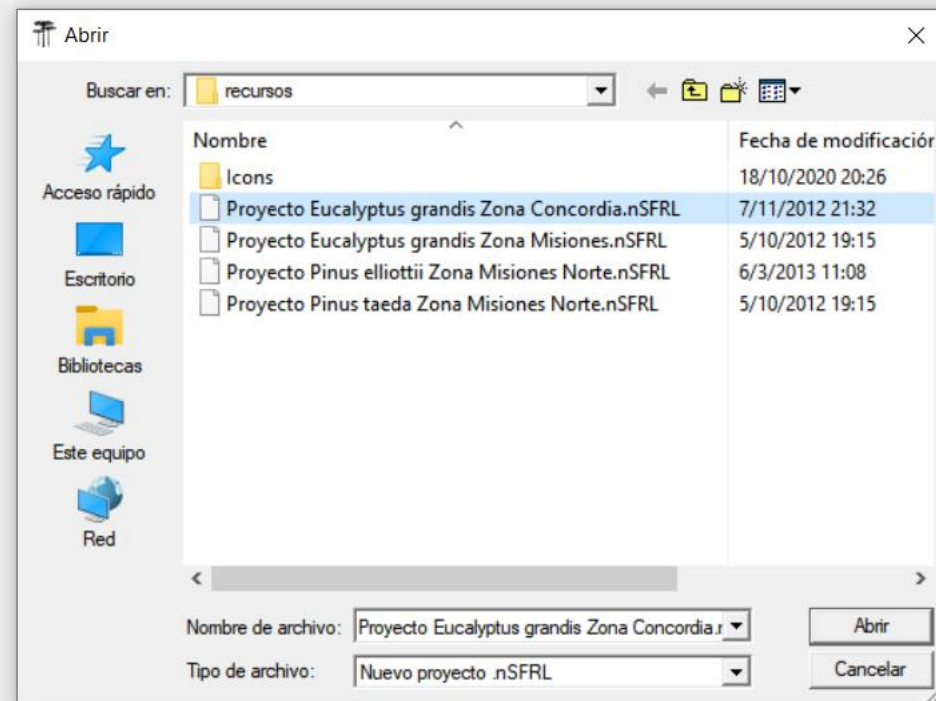 Abrir
Buscar en: recursos
Nombre Fecha de modificación
Icons 18/10/2020 20:26
Proyecto Eucalyptus grandis Zona Concordia.nSFRL 7/11/2012 21:32
Proyecto Eucalyptus grandis Zona Misiones.nSFRL 5/10/2012 19:15
Proyecto Pinus elliottii Zona Misiones Norte.nSFRL 6/3/2013 11:08
Proyecto Pinus taeda Zona Misiones Norte.nSFRL 5/10/2012 19:15
Acceso rápido
Escritorio
Bibliotecas
Este equipo
Red
Nombre de archivo: Proyecto Eucalyptus grandis Zona Concordia.r Abrir
Tipo de archivo: Nuevo proyecto .nSFRL Cancelar